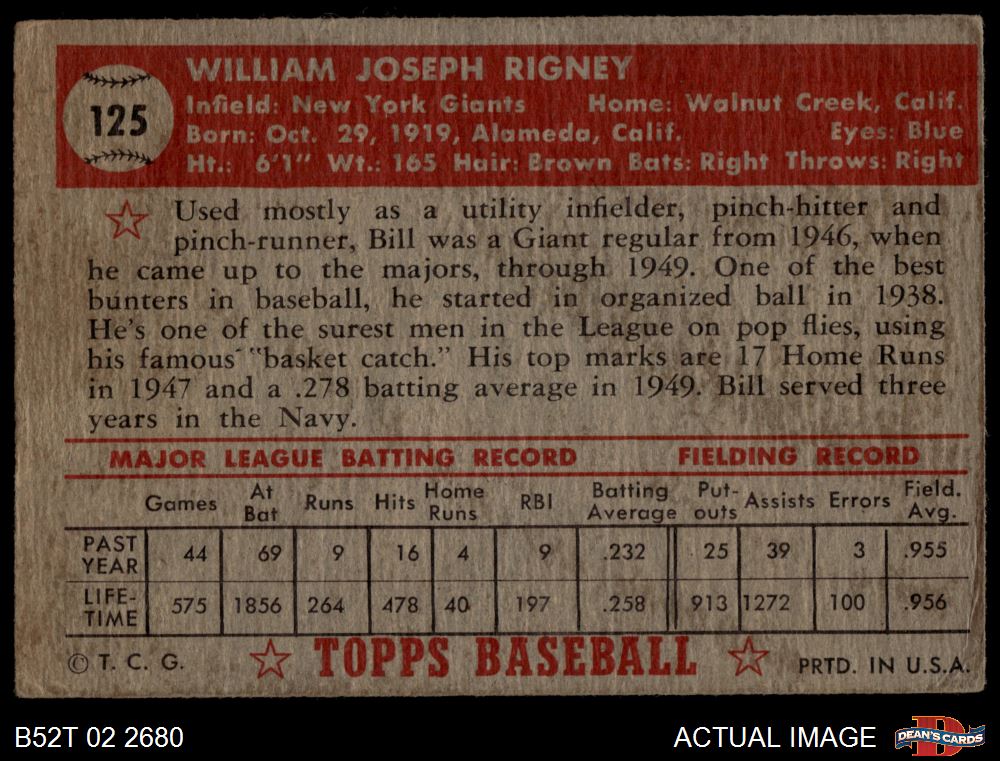 125
WILLIAM JOSEPH RIGNEY
Infield: New York Giants Home: Walnut Creek, Calif.
Born: Oct. 29, 1919, Alameda, Calif. Eyes: Blue
Ht.: 6'1" Wt.: 165 Hair: Brown Bats: Right Throws: Right
Used mostly as a utility infielder, pinch-hitter and
pinch-runner, Bill was a Giant regular from 1946, when
he came up to the majors, through 1949. One of the best
bunters in baseball, he started in organized ball in 1938.
He's one of the surest men in the League on pop flies, using
his famous "basket catch." His top marks are 17 Home Runs
in 1947 and a .278 batting average in 1949. Bill served three
years in the Navy.
MAJOR LEAGUE BATTING RECORD FIELDING RECORD
Games At Bat Runs Hits Home Runs RBI Batting Average Put-outs Assists Errors Field. Avg.
PAST YEAR 44 69 9 16 4 9 .232 25 39 3 .955
LIFE-TIME 575 1856 264 478 40 197 .258 913 1272 100 .956
© T. C. G. TOPPS BASEBALL PRTD. IN U.S.A.
B52T 02 2680 ACTUAL IMAGE DEAN'S CARDS